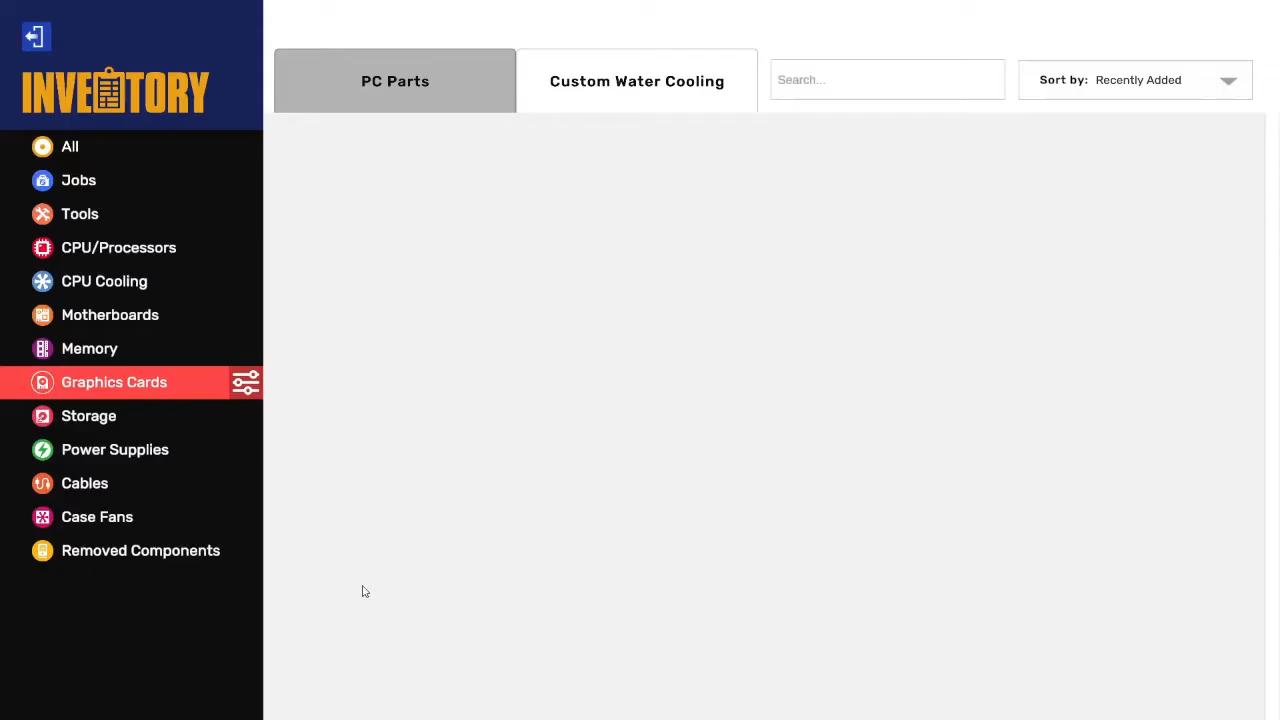 INVENTORY
PC Parts
Custom Water Cooling
Search...
Sort by: Recently Added
All
Jobs
Tools
CPU/Processors
CPU Cooling
Motherboards
Memory
Graphics Cards
Storage
Power Supplies
Cables
Case Fans
Removed Components